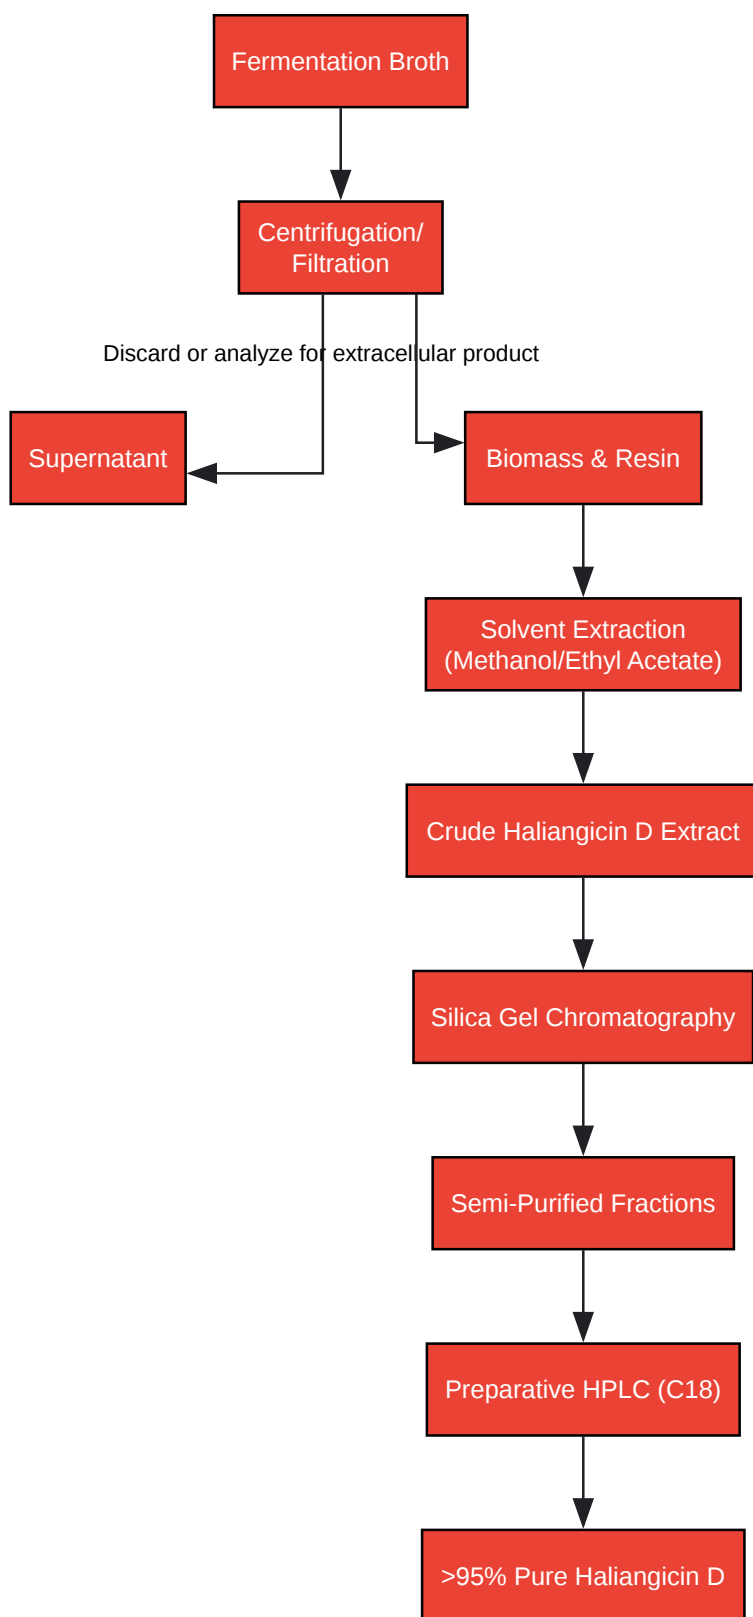 Fermentation Broth
Centrifugation/
Filtration
Discard or analyze for extracellular product
Supernatant
Biomass & Resin
Solvent Extraction
(Methanol/Ethyl Acetate)
Crude Haliangicin D Extract
Silica Gel Chromatography
Semi-Purified Fractions
Preparative HPLC (C18)
>95% Pure Haliangicin D